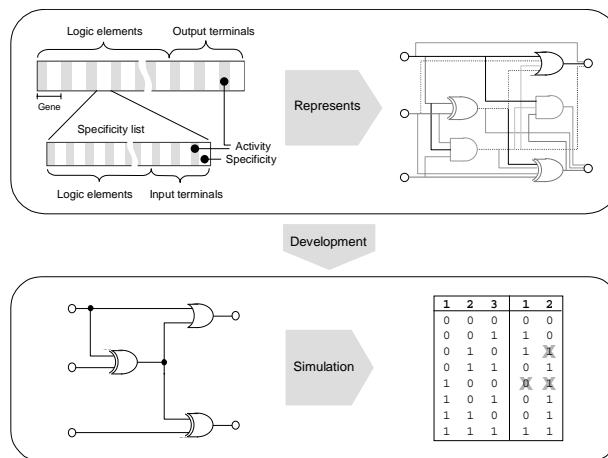 Logic elements Output terminals
Gene
Specificity list
Activity
Specificity
Logic elements Input terminals
Represents
Development
Simulation
1 2 3 1 2
0 0 0 0 0
0 0 1 1 0
0 1 0 1 1
0 1 1 0 1
1 0 0 0 1
1 0 1 0 1
1 1 0 0 1
1 1 1 1 1